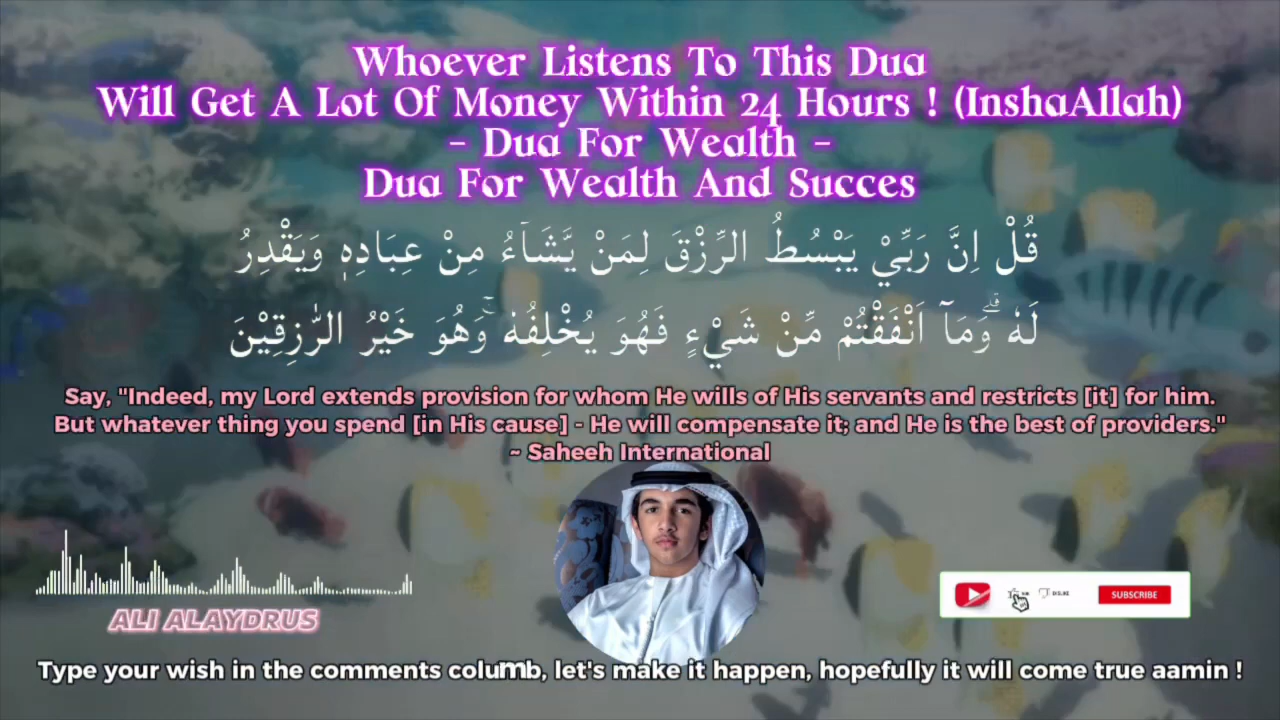 Whoever Listens To This Dua
Will Get A Lot Of Money Within 24 Hours ! (InshaAllah)
- Dua For Wealth -
Dua For Wealth And Succes
قُلْ اِنَّ رَبِّيْ يَبْسُطُ الرِّزْقَ لِمَنْ يَّشَاۤءُ مِنْ عِبَادِهٖ وَيَقْدِرُ
لَهٗ ۗوَمَآ اَنْفَقْتُمْ مِّنْ شَيْءٍ فَهُوَ يُخْلِفُهٗ ۚوَهُوَ خَيْرُ الرّٰزِقِيْنَ
Say, "Indeed, my Lord extends provision for whom He wills of His servants and restricts [it] for him.
But whatever thing you spend [in His cause] - He will compensate it; and He is the best of providers."
~ Saheeh International
ALI ALAYDRUS
SUBSCRIBE
Type your wish in the comments columb, let's make it happen, hopefully it will come true aamin !